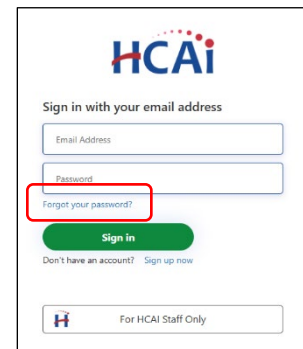 HCAi
Sign in with your email address
Email Address
Password
Forgot your password?
Sign in
Don't have an account? Sign up now
H For HCAI Staff Only